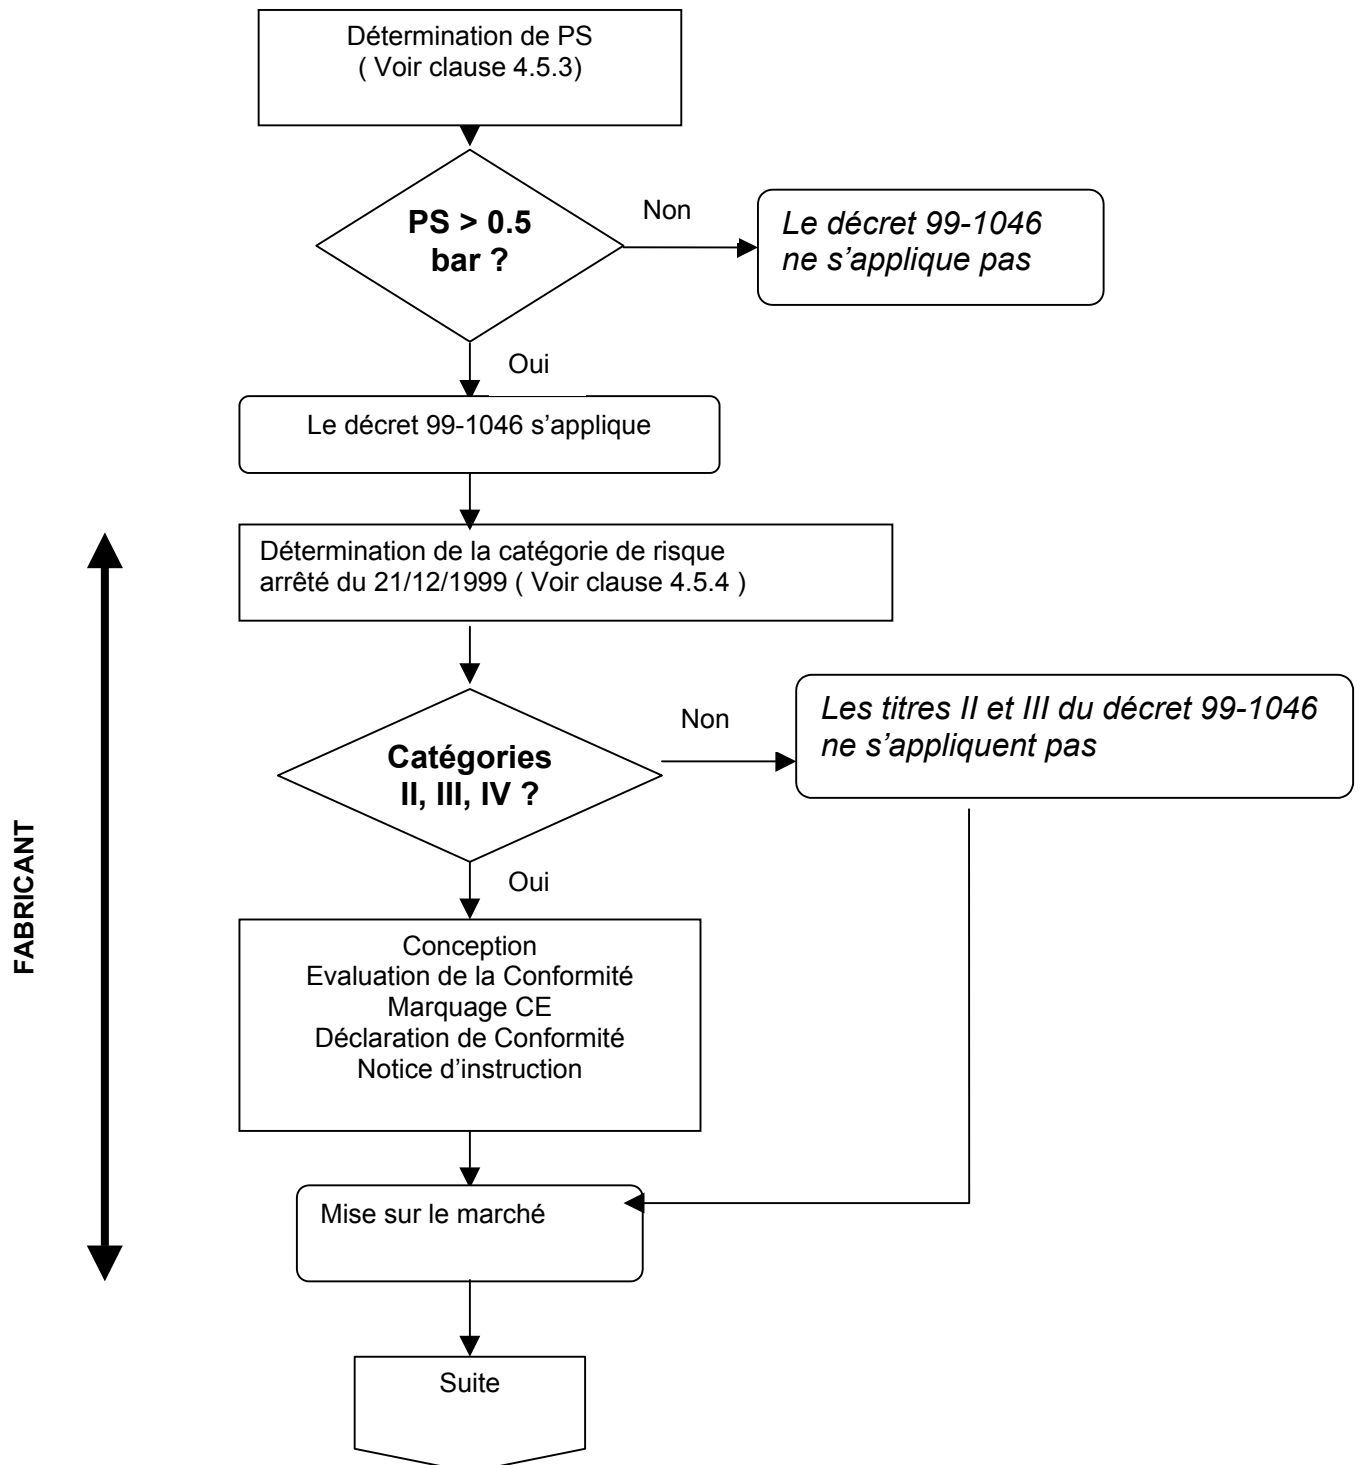 Détermination de PS
( Voir clause 4.5.3)
PS > 0.5
bar ?
Non
Le décret 99-1046
ne s’applique pas
Oui
Le décret 99-1046 s’applique
Détermination de la catégorie de risque
arrêté du 21/12/1999 ( Voir clause 4.5.4 )
Catégories
II, III, IV ?
Non
Les titres II et III du décret 99-1046
ne s’appliquent pas
Oui
Conception
Evaluation de la Conformité
Marquage CE
Déclaration de Conformité
Notice d’instruction
Mise sur le marché
Suite
FABRICANT